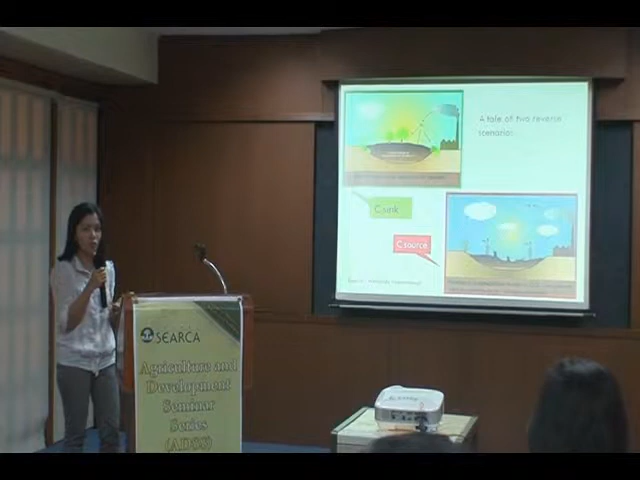 A tale of two reverse
scenarios
C sink
C source
SEARCA
Agriculture and
Development
Seminar
Series
(ADSS)